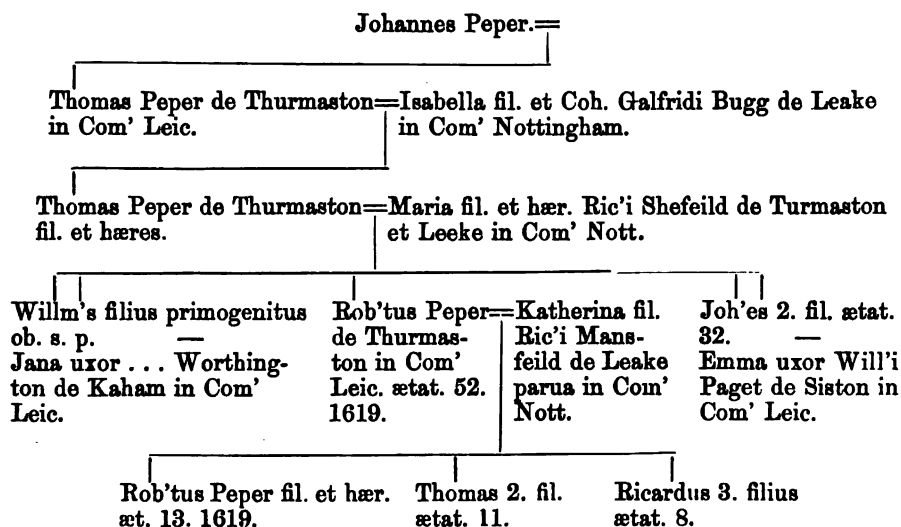 Johannes Peper.=
Thomas Peper de Thurmaston=Isabella fil. et Coh. Galfridi Bugg de Leake
in Com' Leic.
in Com' Nottingham.
Thomas Peper de Thurmaston=Maria fil. et hær. Ric'i Shefeild de Turmaston
fil. et hæres.
et Leeke in Com' Nott.
Willm's filius primogenitus
ob. s. p. —
Jana uxor ... Worthing-
ton de Kaham in Com'
Leic.
Rob'tus Peper=
de Thurmas-
ton in Com'
Leic. ætat. 52.
1619.
Katherina fil.
Ric'i Mans-
feild de Leake
parua in Com'
Nott.
Joh'es 2. fil. ætat.
32. —
Emma uxor Will'i
Paget de Siston in
Com' Leic.
Rob'tus Peper fil. et hær.
æt. 13. 1619.
Thomas 2. fil.
ætat. 11.
Ricardus 3. filius
ætat. 8.